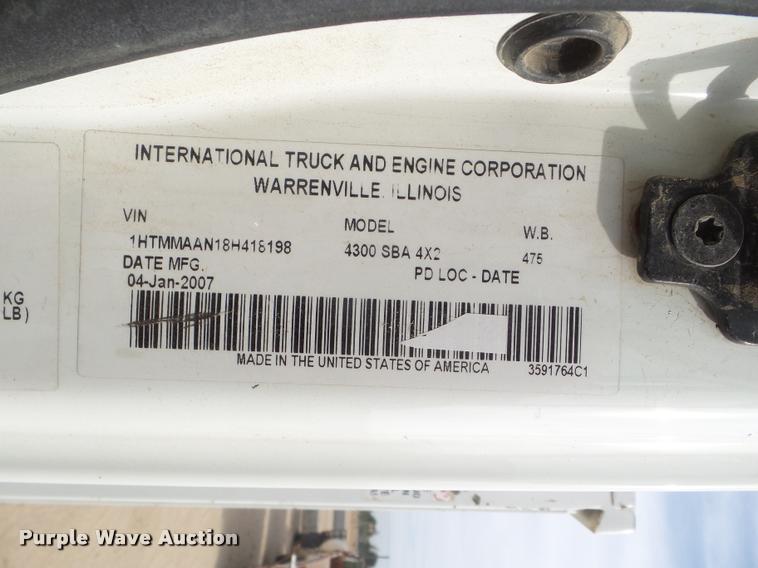 INTERNATIONAL TRUCK AND ENGINE CORPORATION
WARRENVILLE, ILLINOIS
VIN MODEL W.B.
1HTMMAAN18H418198 4300 SBA 4X2 475
DATE MFG. PD LOC - DATE
04-Jan-2007
KG
LB)
MADE IN THE UNITED STATES OF AMERICA 3591764C1
Purple Wave Auction